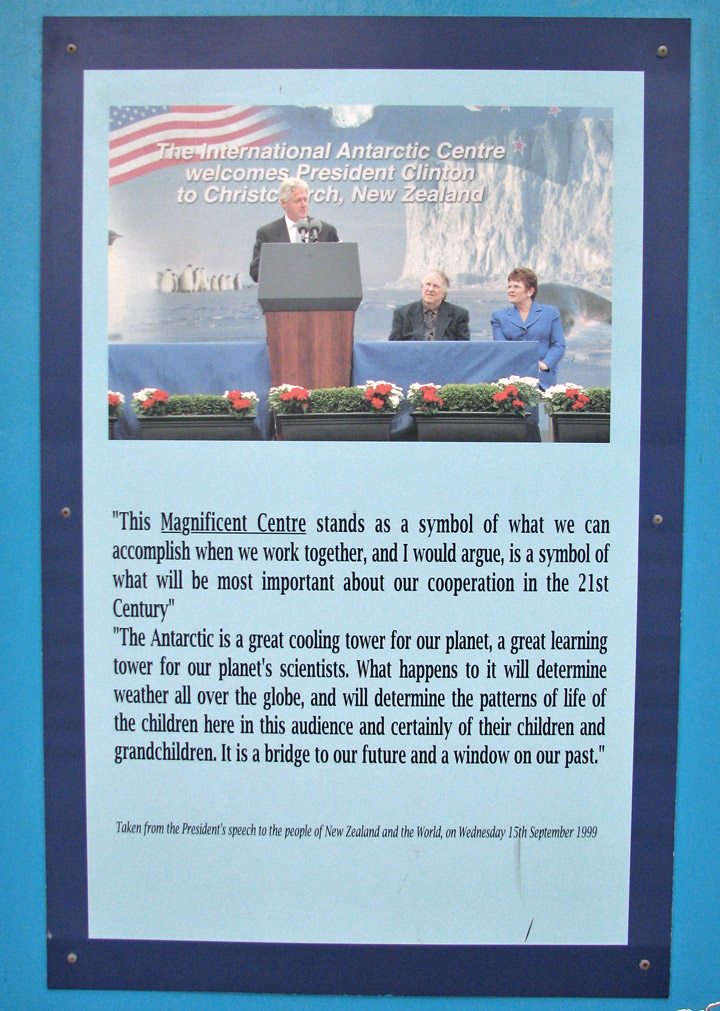 The International Antarctic Centre
welcomes President Clinton
to Christchurch, New Zealand
"This Magnificent Centre stands as a symbol of what we can
accomplish when we work together, and I would argue, is a symbol of
what will be most important about our cooperation in the 21st
Century"
"The Antarctic is a great cooling tower for our planet, a great learning
tower for our planet's scientists. What happens to it will determine
weather all over the globe, and will determine the patterns of life of
the children here in this audience and certainly of their children and
grandchildren. It is a bridge to our future and a window on our past."
Taken from the President's speech to the people of New Zealand and the World, on Wednesday 15th September 1999